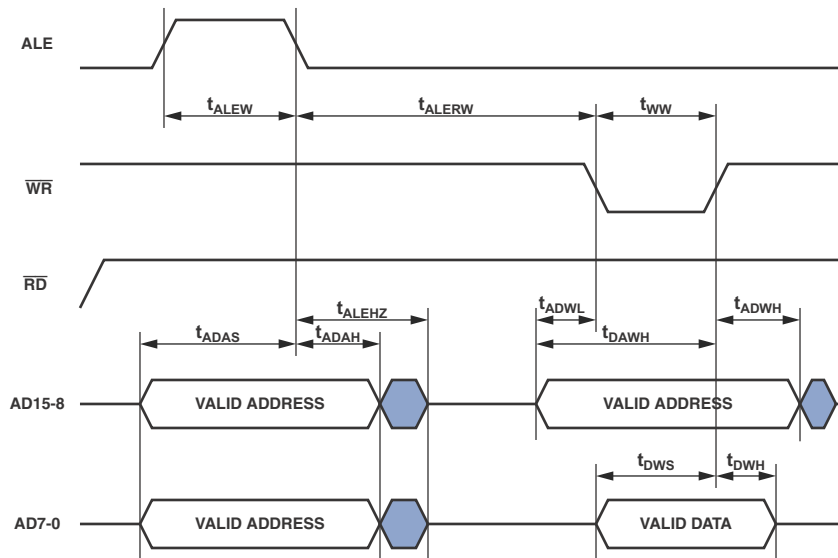 ALE
tALEW
tALERW
tWW
WR
RD
tALEHZ
tADWL
tADWH
tADAS
tADAH
tDAWH
AD15-8
VALID ADDRESS
VALID ADDRESS
tDWS
tDWH
AD7-0
VALID ADDRESS
VALID DATA